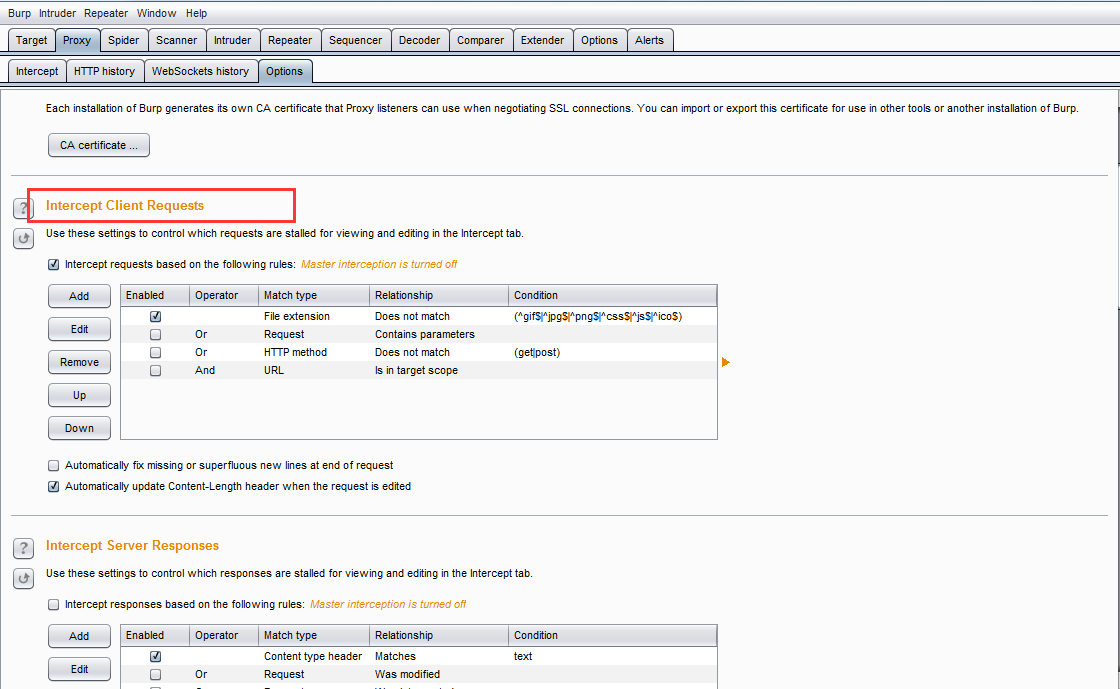 Burp Intruder Repeater Window Help
Target Proxy Spider Scanner Intruder Repeater Sequencer Decoder Comparer Extender Options Alerts
Intercept HTTP history WebSockets history Options
Each installation of Burp generates its own CA certificate that Proxy listeners can use when negotiating SSL connections. You can import or export this certificate for use in other tools or another installation of Burp.
CA certificate ...
? Intercept Client Requests
Use these settings to control which requests are stalled for viewing and editing in the Intercept tab.
Intercept requests based on the following rules: Master interception is turned off
Add Enabled Operator Match type Relationship Condition
File extension Does not match (^gif$|^jpg$|^png$|^css$|^js$|^ico$)
Edit Or Request Contains parameters
Or HTTP method Does not match (get|post)
Remove And URL Is in target scope
Up
Down
Automatically fix missing or superfluous new lines at end of request
Automatically update Content-Length header when the request is edited
? Intercept Server Responses
Use these settings to control which responses are stalled for viewing and editing in the Intercept tab.
Intercept responses based on the following rules: Master interception is turned off
Add Enabled Operator Match type Relationship Condition
Content type header Matches text
Edit Or Request Was modified